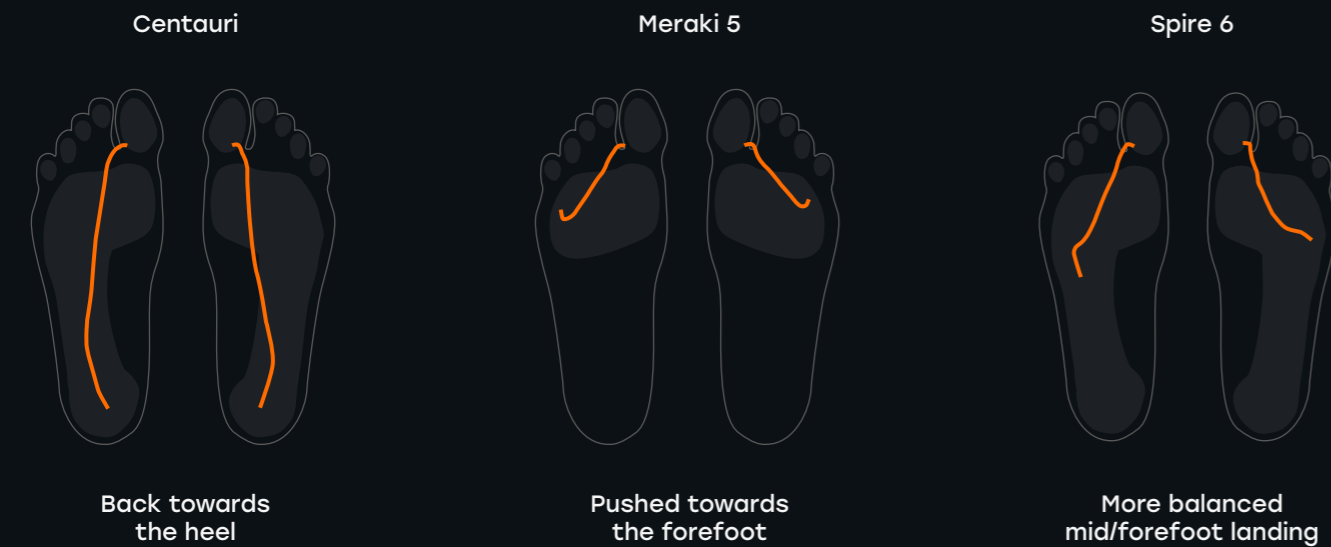 Centauri
Meraki 5
Spire 6
Back towards
the heel
Pushed towards
the forefoot
More balanced
mid/forefoot landing